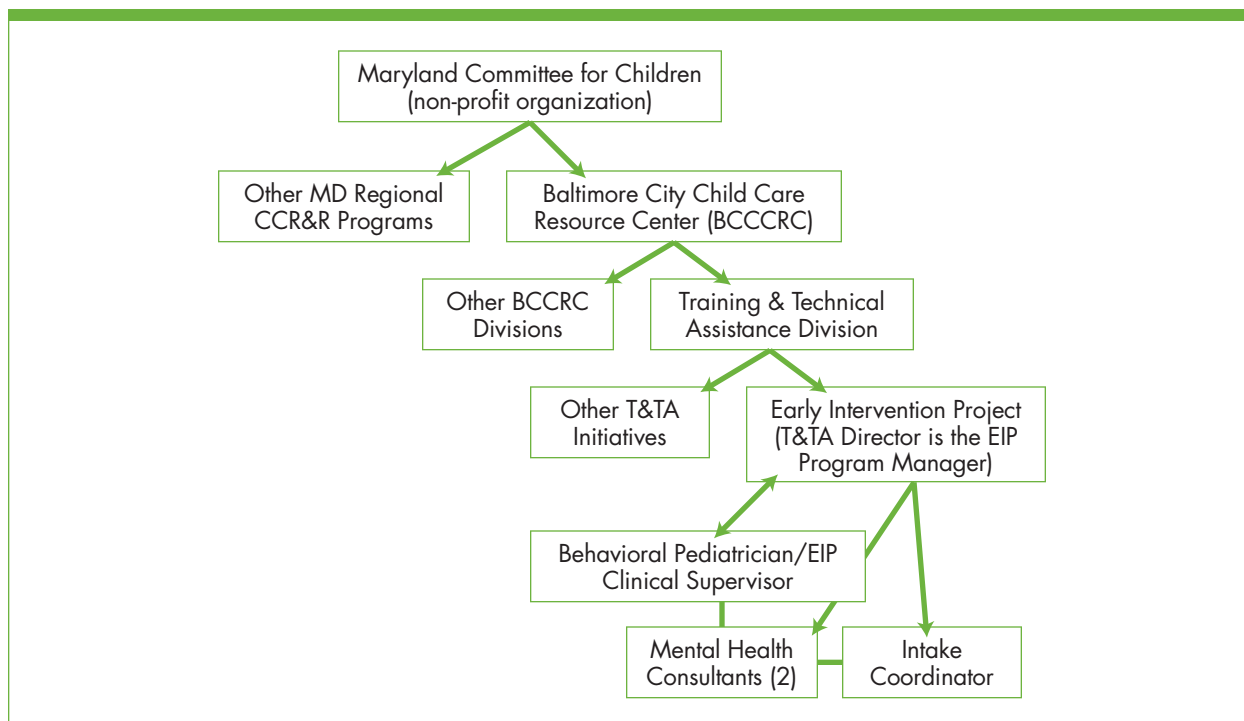 Maryland Committee for Children
(non-profit organization)
Other MD Regional
CCR&R Programs
Baltimore City Child Care
Resource Center (BCCCRC)
Other BCCRC
Divisions
Training & Technical
Assistance Division
Other T&TA
Initiatives
Early Intervention Project
(T&TA Director is the EIP
Program Manager)
Behavioral Pediatrician/EIP
Clinical Supervisor
Mental Health
Consultants (2)
Intake
Coordinator